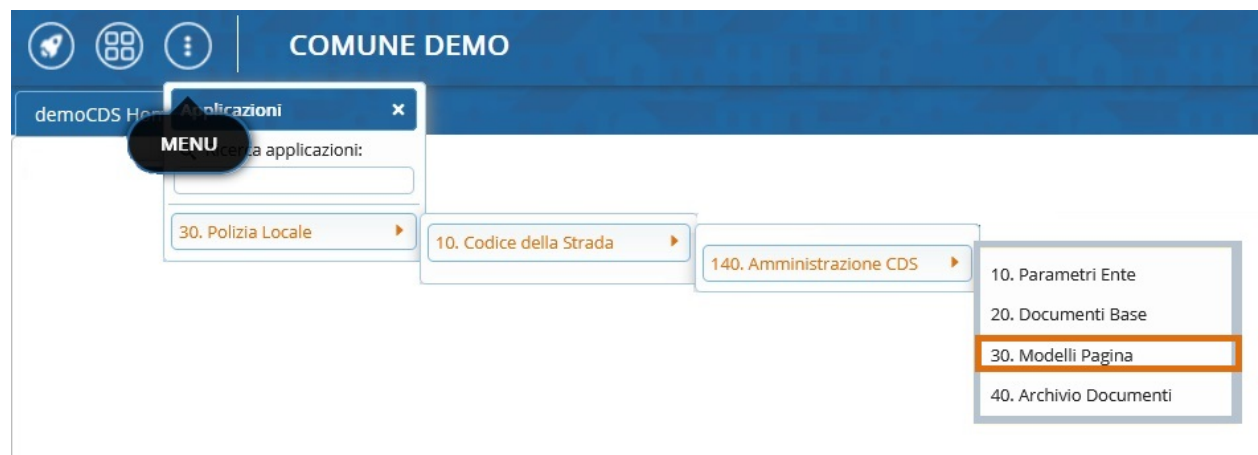 COMUNE DEMO
demoCDS Hom
Applicazioni ×
MENU
Ricerca applicazioni:
30. Polizia Locale
10. Codice della Strada
140. Amministrazione CDS
10. Parametri Ente
20. Documenti Base
30. Modelli Pagina
40. Archivio Documenti